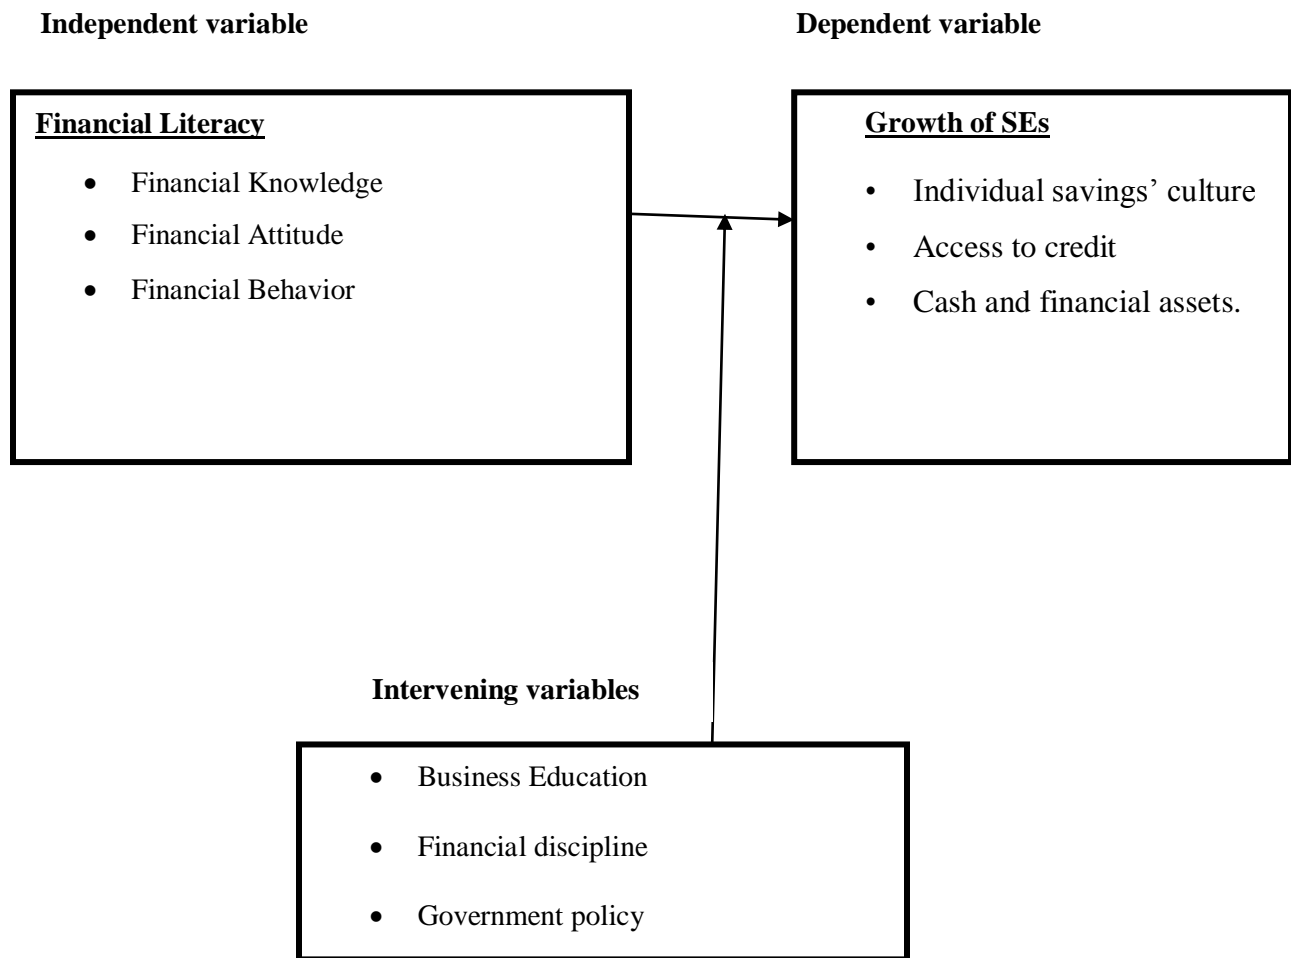 Independent variable
Dependent variable
Financial Literacy
• Financial Knowledge
• Financial Attitude
• Financial Behavior
Growth of SEs
• Individual savings’ culture
• Access to credit
• Cash and financial assets.
Intervening variables
• Business Education
• Financial discipline
• Government policy